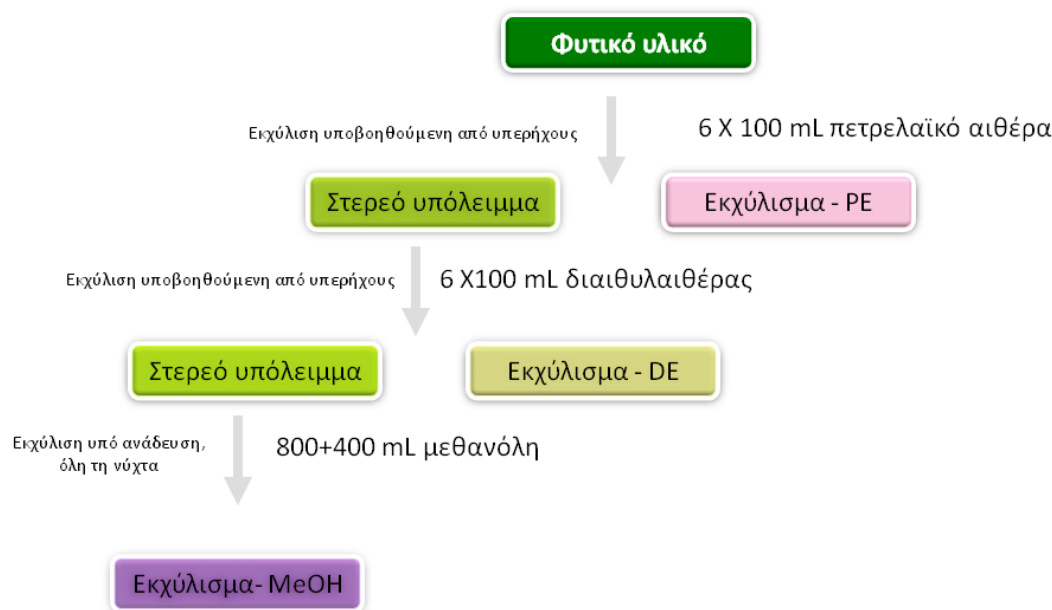 Φυτικό υλικό
Εκχύλιση υποβοηθούμενη από υπερήχους
6 X 100 mL πετρελαϊκό αιθέρα
Στερεό υπόλειμμα
Εκχύλισμα - PE
Εκχύλιση υποβοηθούμενη από υπερήχους
6 X100 mL διαιθυλαιθέρας
Στερεό υπόλειμμα
Εκχύλισμα - DE
Εκχύλιση υπό ανάδευση,
όλη τη νύχτα
800+400 mL μεθανόλη
Εκχύλισμα- MeOH